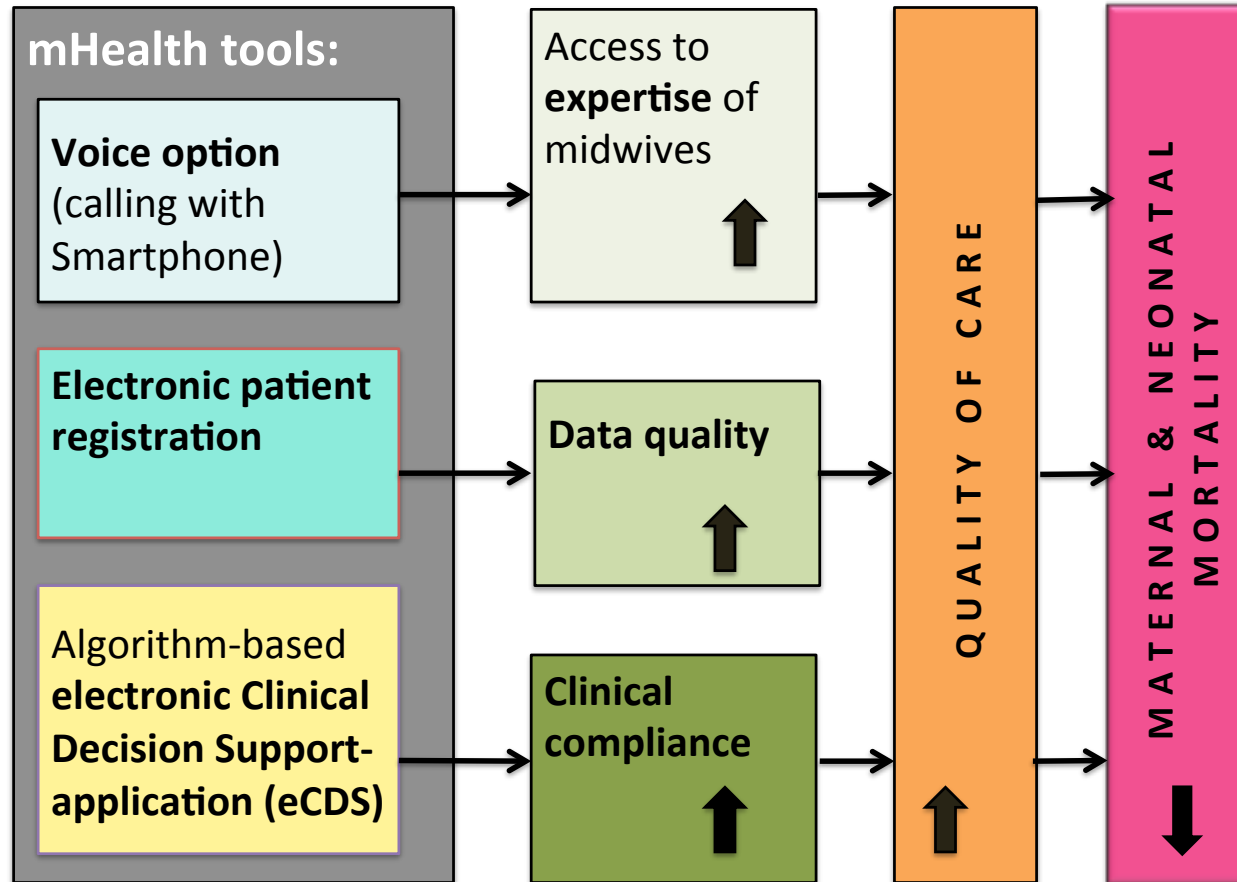 mHealth tools:
Voice option
(calling with
Smartphone)
Electronic patient
registration
Algorithm-based
electronic Clinical
Decision Support-
application (eCDS)
Access to
expertise of
midwives
Data quality
Clinical
compliance
QUALITY OF CARE
MATERNAL & NEONATAL
MORTALITY